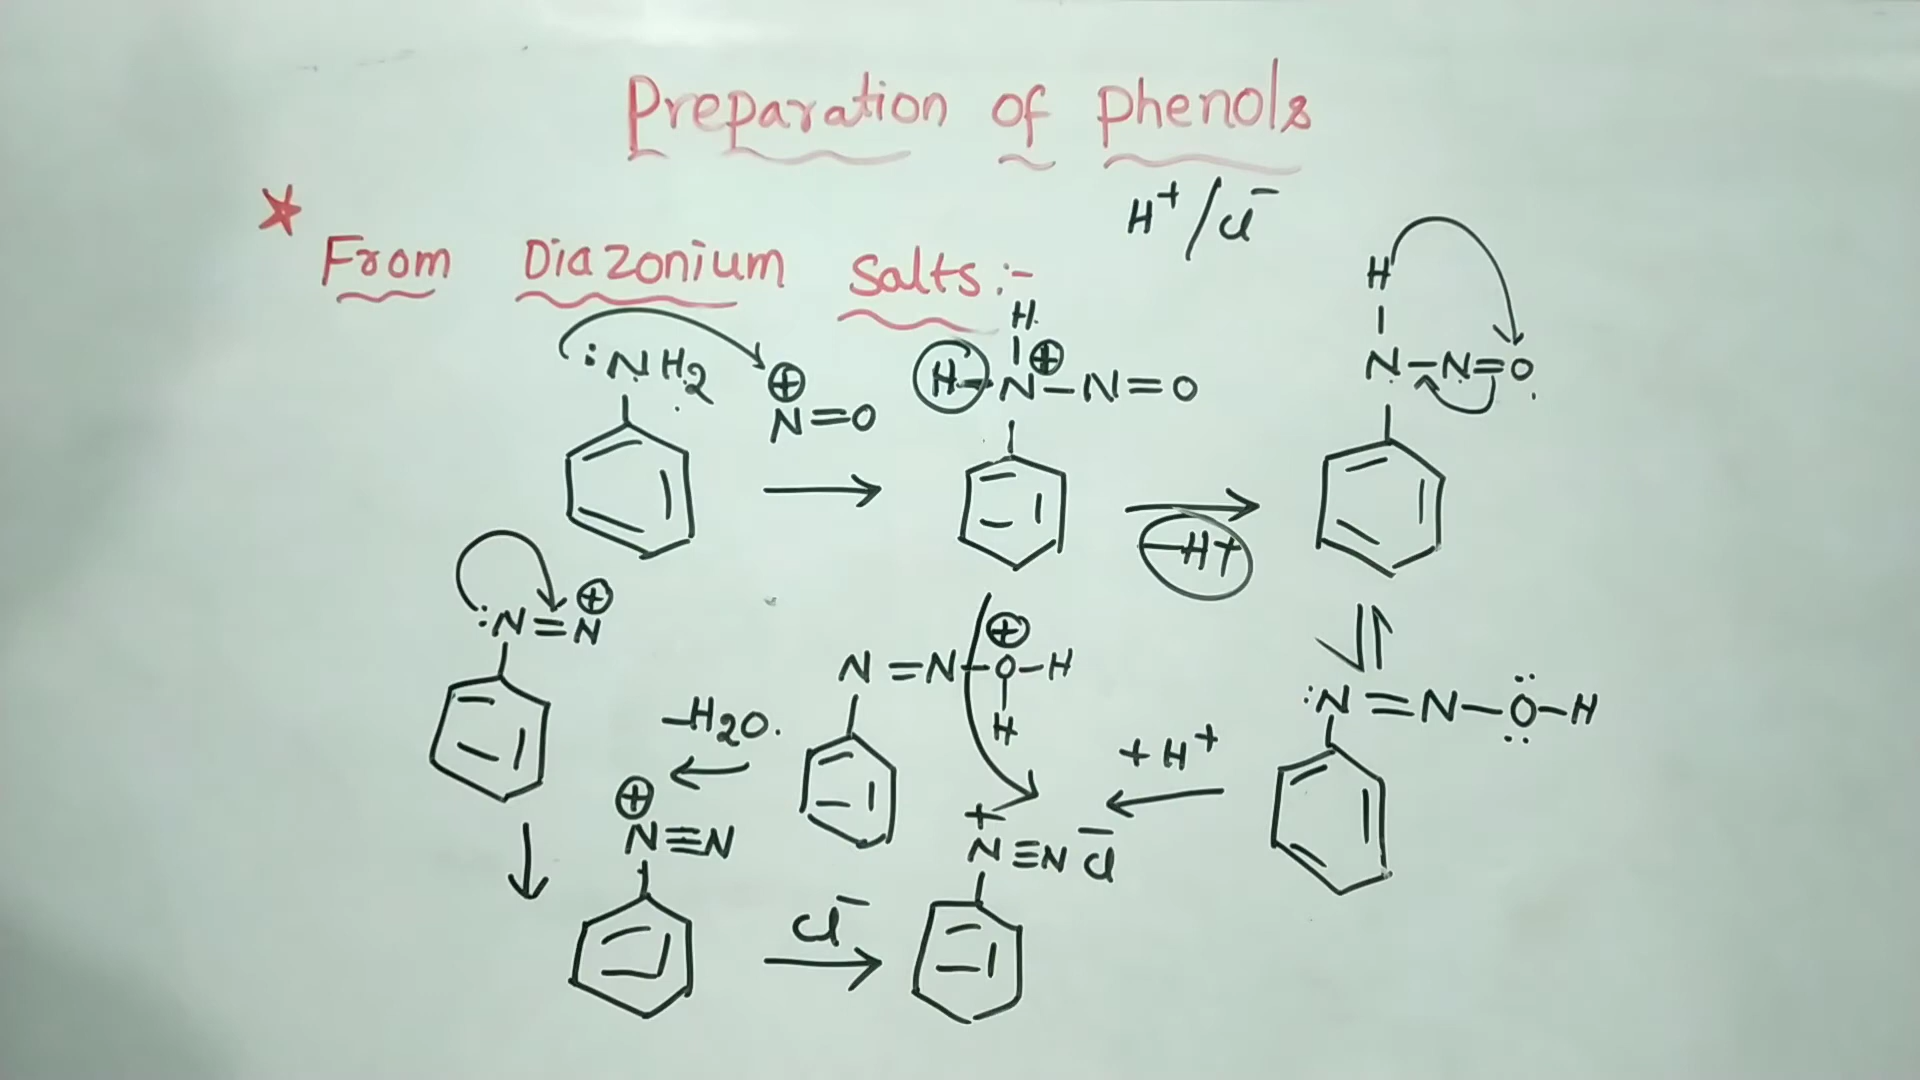 Preparation of phenols
H⁺/Cl⁻
From Diazonium Salts:-
:NH2
⊕
N=O
H
H-N⊕-N=O
H
N-N=O
-H+
:N=N⊕
N=N-O⊕-H
H
:N=N-Ö-H
-H2O.
+H⁺
⊕
N≡N
+
N≡N Cl⁻
Cl⁻